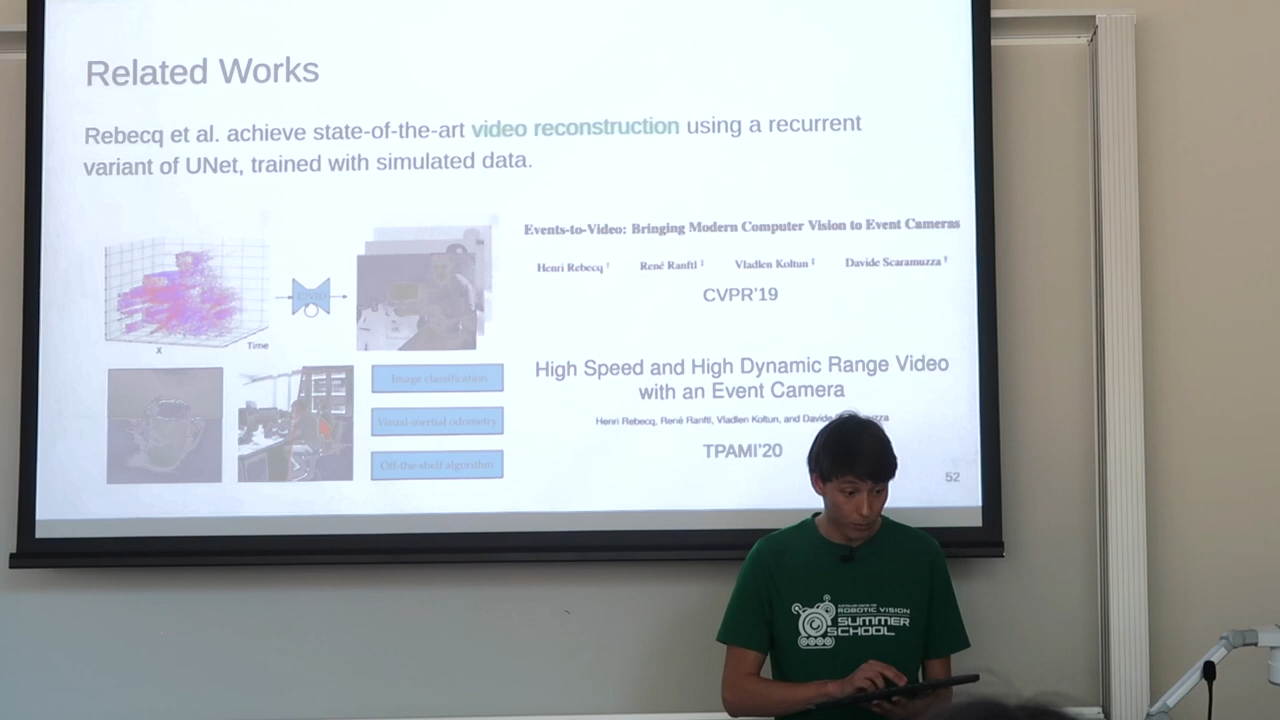 Related Works
Rebecq et al. achieve state-of-the-art video reconstruction using a recurrent
variant of UNet, trained with simulated data.
Events-to-Video: Bringing Modern Computer Vision to Event Cameras
Henri Rebecq † René Ranftl ‡ Vladlen Koltun ‡ Davide Scaramuzza †
CVPR'19
X
Time
Image classification
Visual-inertial odometry
Off-the-shelf algorithm
High Speed and High Dynamic Range Video
with an Event Camera
Henri Rebecq, René Ranftl, Vladlen Koltun, and Davide
TPAMI'20
52
ROBOTIC VISION
SUMMER
SCHOOL